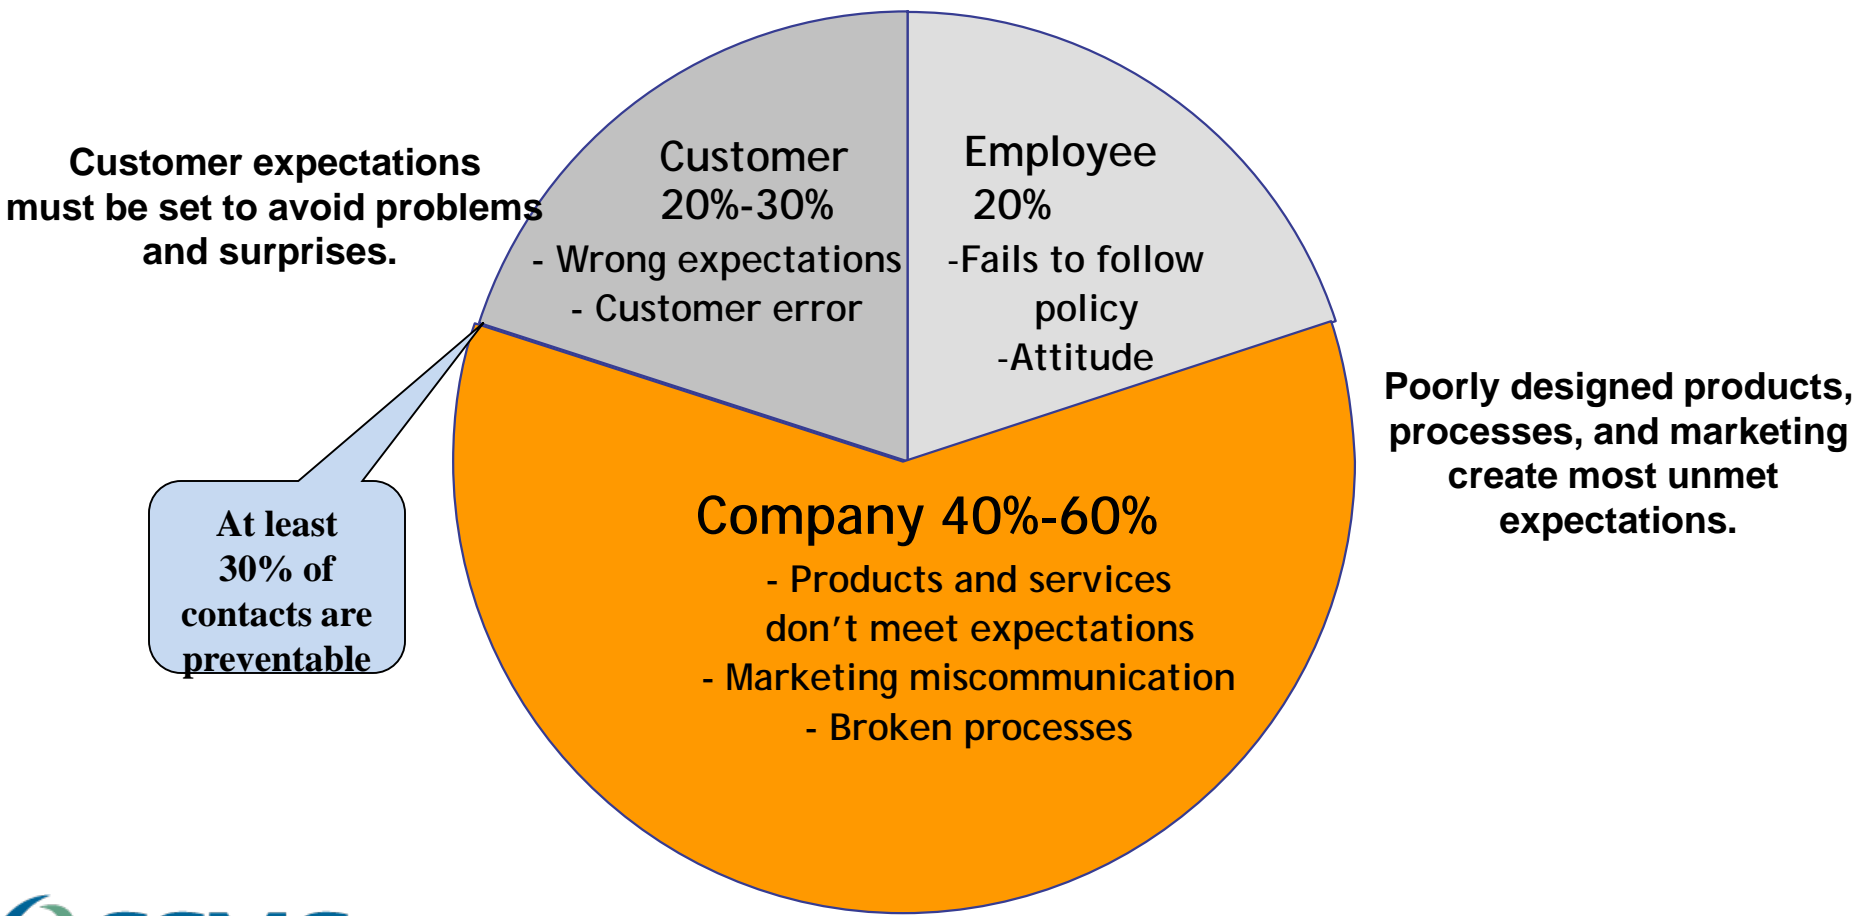 Customer expectations
must be set to avoid problems
and surprises.
Customer
20%-30%
- Wrong expectations
- Customer error
Employee
20%
-Fails to follow
policy
-Attitude
Poorly designed products,
processes, and marketing
create most unmet
expectations.
At least
30% of
contacts are
preventable
Company 40%-60%
- Products and services
don’t meet expectations
- Marketing miscommunication
- Broken processes